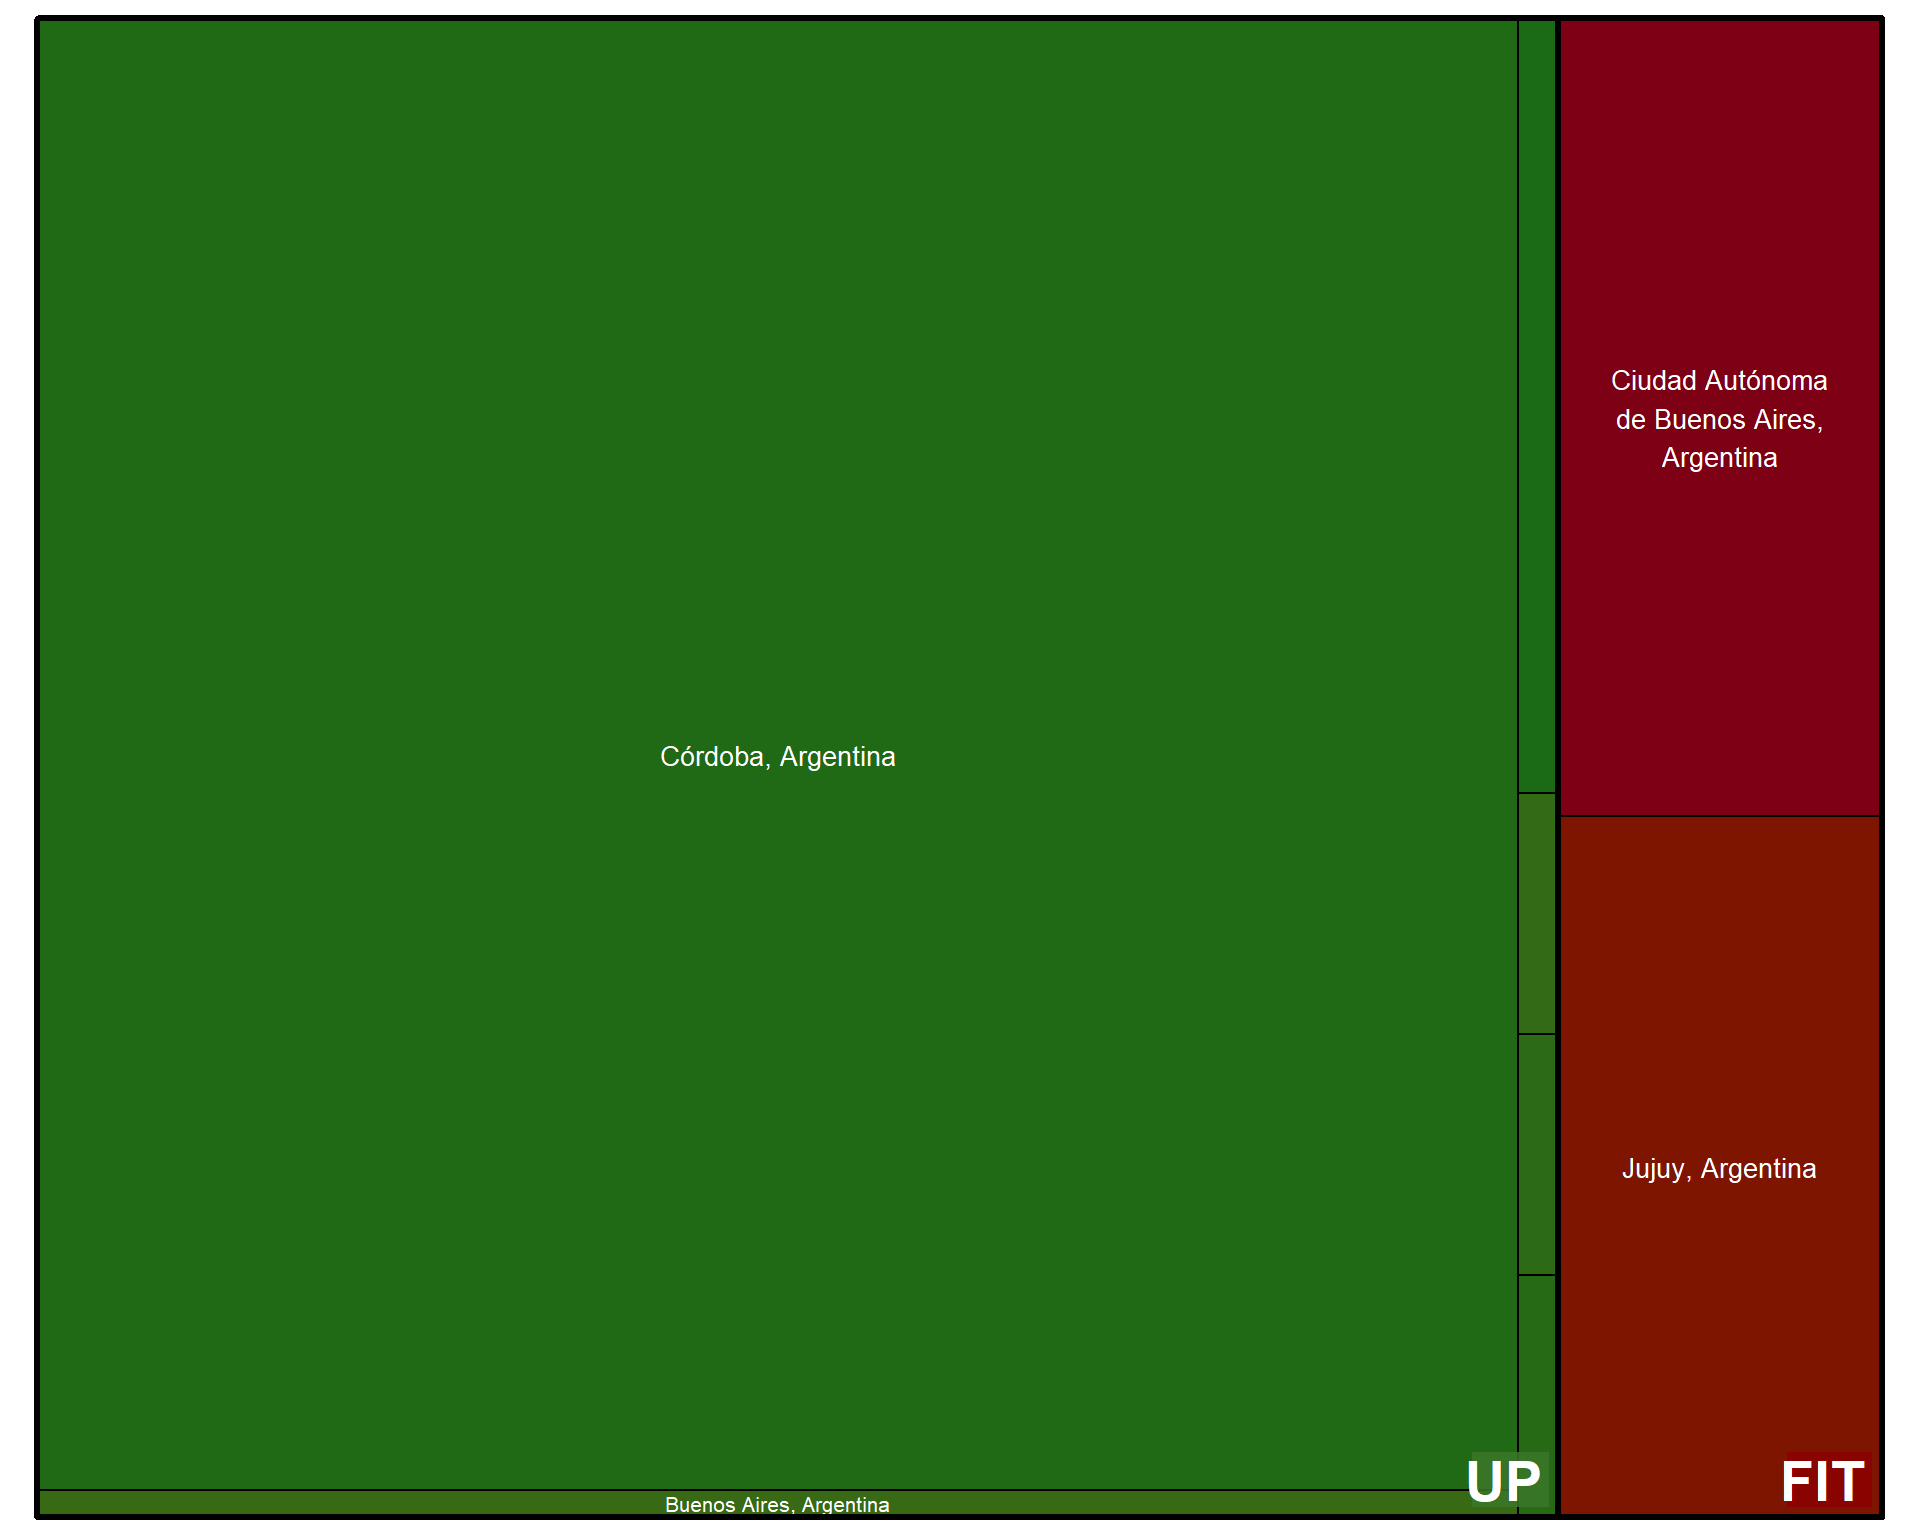 Córdoba, Argentina
Buenos Aires, Argentina
UP
Ciudad Autónoma
de Buenos Aires,
Argentina
Jujuy, Argentina
FIT